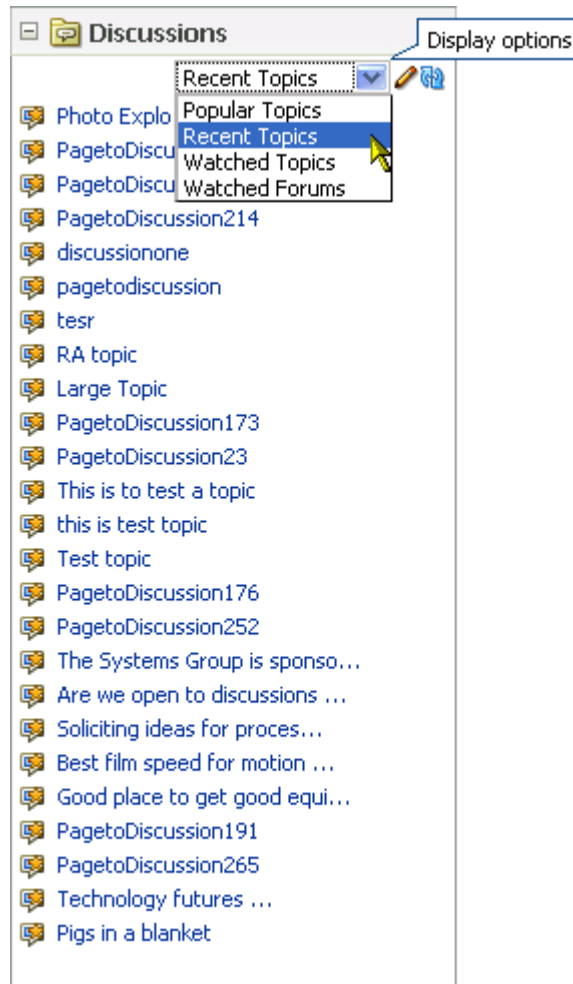 Discussions
Display options
Recent Topics
Popular Topics
Recent Topics
Watched Topics
Watched Forums
Photo Explo
PagetoDiscu
PagetoDiscu
PagetoDiscussion214
discussionone
pagetodiscussion
tesr
RA topic
Large Topic
PagetoDiscussion173
PagetoDiscussion23
This is to test a topic
this is test topic
Test topic
PagetoDiscussion176
PagetoDiscussion252
The Systems Group is sponso...
Are we open to discussions ...
Soliciting ideas for proces...
Best film speed for motion ...
Good place to get good equi...
PagetoDiscussion191
PagetoDiscussion265
Technology futures ...
Pigs in a blanket